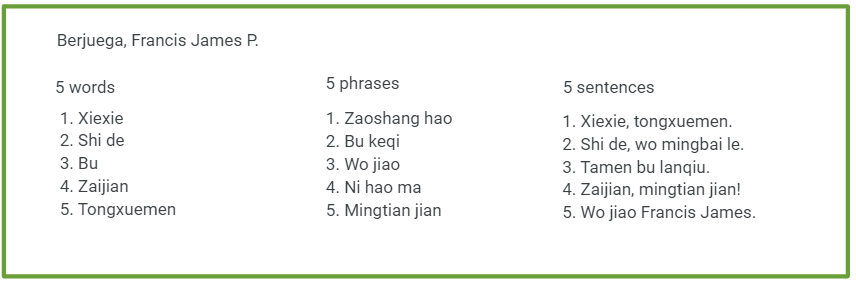 Berjuega, Francis James P.
5 words
1. Xiexie
2. Shi de
3. Bu
4. Zaijian
5. Tongxuemen
5 phrases
1. Zaoshang hao
2. Bu keqi
3. Wo jiao
4. Ni hao ma
5. Mingtian jian
5 sentences
1. Xiexie, tongxuemen.
2. Shi de, wo mingbai le.
3. Tamen bu lanqiu.
4. Zaijian, mingtian jian!
5. Wo jiao Francis James.